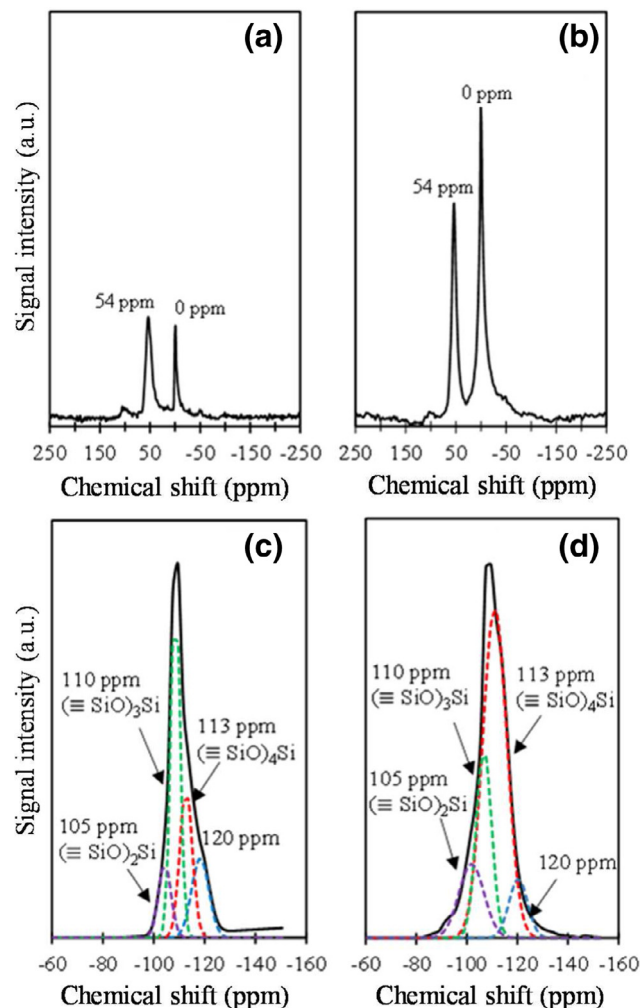 (a)
(b)
Signal intensity (a.u.)
54 ppm
0 ppm
54 ppm
0 ppm
250 150 50 -50 -150 -250
250 150 50 -50 -150 -250
Chemical shift (ppm)
Chemical shift (ppm)
(c)
(d)
Signal intensity (a.u.)
110 ppm
(≡ SiO)₃Si
113 ppm
(≡ SiO)₄Si
105 ppm
(≡ SiO)₂Si
120 ppm
110 ppm
(≡ SiO)₃Si
113 ppm
(≡ SiO)₄Si
105 ppm
(≡ SiO)₂Si
120 ppm
-60 -80 -100 -120 -140 -160
-60 -80 -100 -120 -140 -160
Chemical shift (ppm)
Chemical shift (ppm)